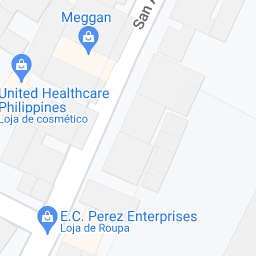 Meggan
San
United Healthcare
Philippines
Loja de cosmético
E.C. Perez Enterprises
Loja de Roupa